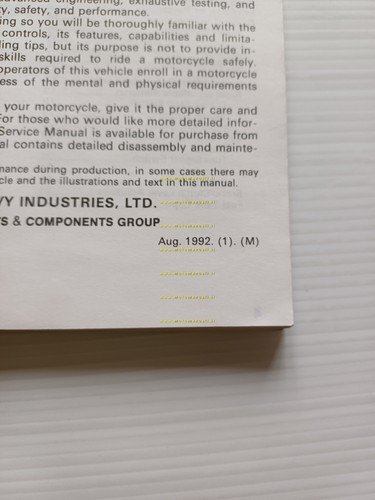 advanced engineering, exhaustive testing, and
ty, safety, and performance.
ing so you will be thoroughly familiar with the
controls, its features, capabilities and limita-
ling tips, but its purpose is not to provide in-
skills required to ride a motorcycle safely.
operators of this vehicle enroll in a motorcycle
ess of the mental and physical requirements
your motorcycle, give it the proper care and
For those who would like more detailed infor-
Service Manual is available for purchase from
al contains detailed disassembly and mainte-
nance during production, in some cases there may
cle and the illustrations and text in this manual.
VY INDUSTRIES, LTD.
TS & COMPONENTS GROUP
Aug. 1992. (1). (M)